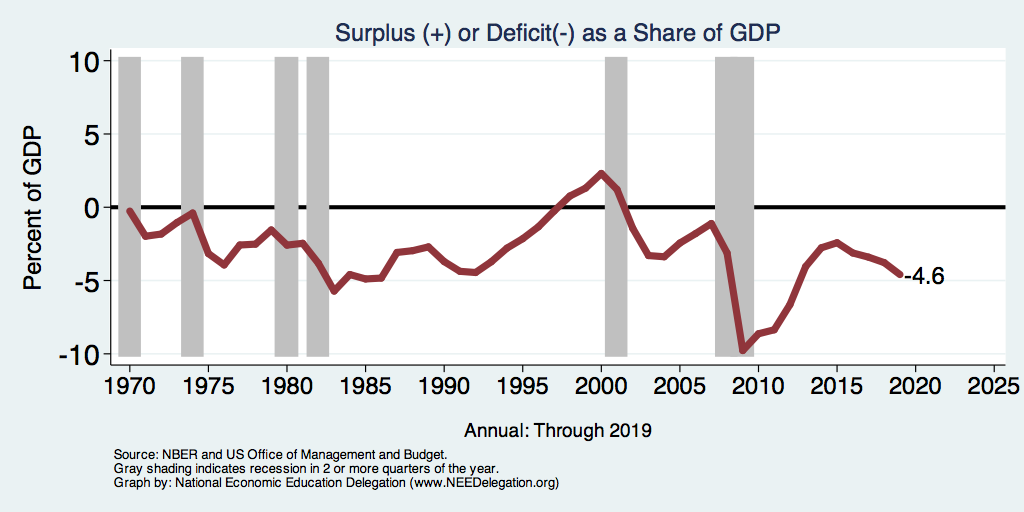 Surplus (+) or Deficit(-) as a Share of GDP
Percent of GDP
10
5
0
-5
-10
-4.6
1970 1975 1980 1985 1990 1995 2000 2005 2010 2015 2020 2025
Annual: Through 2019
Source: NBER and US Office of Management and Budget.
Gray shading indicates recession in 2 or more quarters of the year.
Graph by: National Economic Education Delegation (www.NEEDelegation.org)